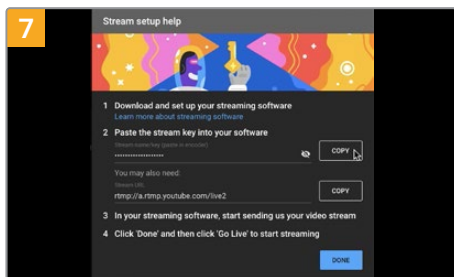 7
Stream setup help
1 Download and set up your streaming software
Learn more about streaming software
2 Paste the stream key into your software
Stream name/key (paste in encoder)
COPY
You may also need:
Stream URL
rtmp://a.rtmp.youtube.com/live2
COPY
3 In your streaming software, start sending us your video stream
4 Click 'Done' and then click 'Go Live' to start streaming
DONE